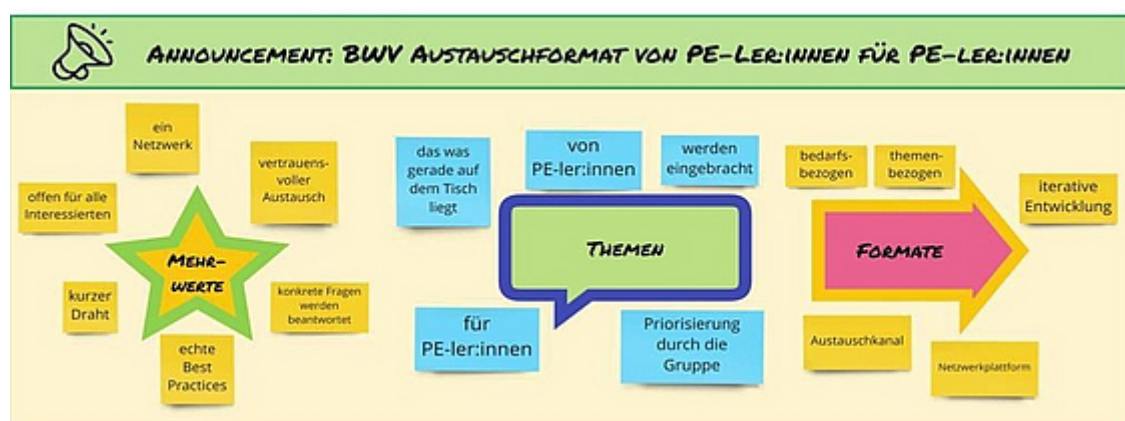 Announcement: BWV Austauschformat von PE-Ler:innen für PE-ler:innen
ein
Netzwerk
vertrauens-
voller
Austausch
offen für alle
Interessierten
Mehr-
werte
kurzer
Draht
konkrete Fragen
werden
beantwortet
echte
Best
Practices
das was
gerade auf
dem Tisch
liegt
von
PE-ler:innen
werden
eingebracht
Themen
für
PE-ler:innen
Priorisierung
durch die
Gruppe
bedarfs-
bezogen
themen-
bezogen
iterative
Entwicklung
Formate
Austauschkanal
Netzwerkplattform